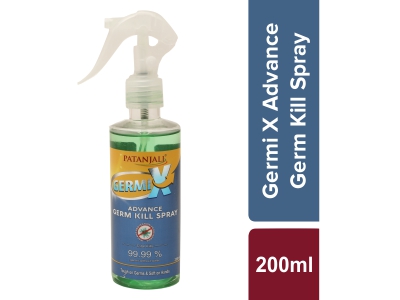 PATANJALI
GERMI X
ADVANCE
GERM KILL SPRAY
99.99 %
Germi X Advance
Germ Kill Spray
200ml